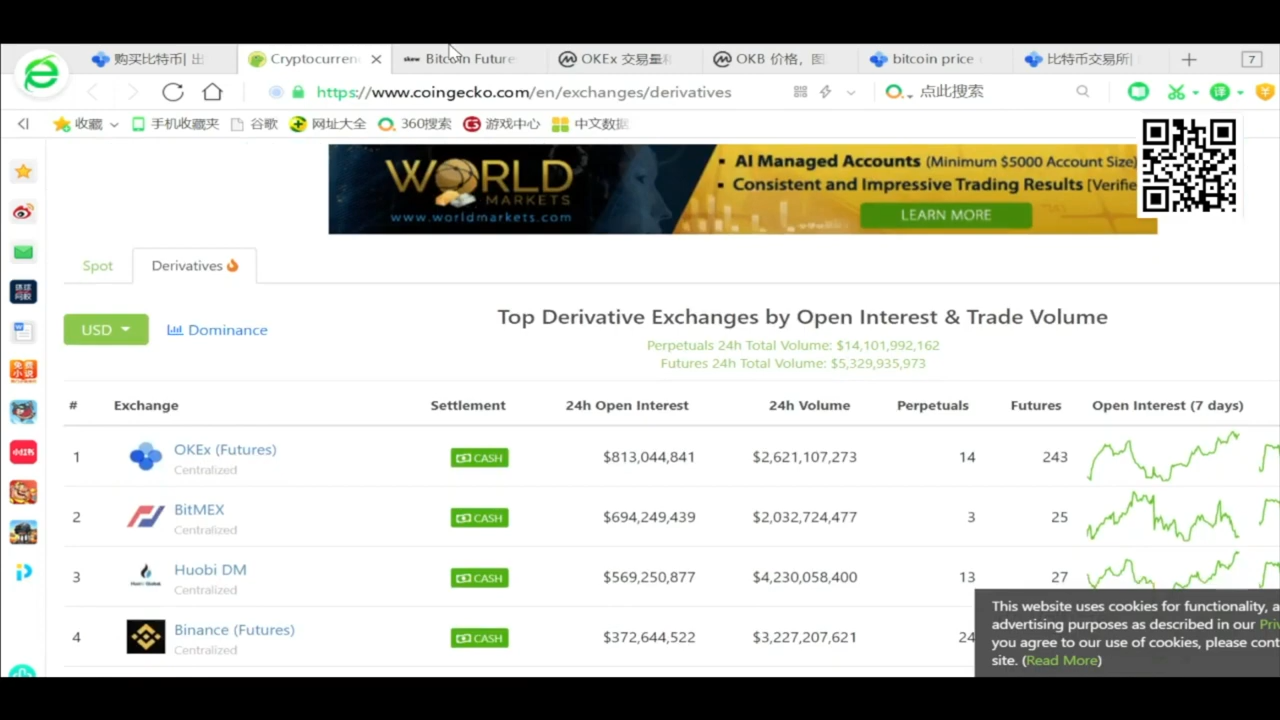 购买比特币| 出
Cryptocurren
skew Bitcoin Future
OKEx 交易量
OKB 价格，图
bitcoin price
比特币交易所|
7
https://www.coingecko.com/en/exchanges/derivatives
点此搜索
收藏
手机收藏夹
谷歌
网址大全
360搜索
游戏中心
中文数据
WORLD
MARKETS
www.worldmarkets.com
AI Managed Accounts (Minimum $5000 Account Size)
Consistent and Impressive Trading Results [Verifie
LEARN MORE
Spot
Derivatives
USD
Dominance
Top Derivative Exchanges by Open Interest & Trade Volume
Perpetuals 24h Total Volume: $14,101,992,162
Futures 24h Total Volume: $5,329,935,973
# Exchange Settlement 24h Open Interest 24h Volume Perpetuals Futures Open Interest (7 days)
1 OKEx (Futures) CASH $813,044,841 $2,621,107,273 14 243
Centralized
2 BitMEX CASH $694,249,439 $2,032,724,477 3 25
Centralized
3 Huobi DM CASH $569,250,877 $4,230,058,400 13 27
Centralized
4 Binance (Futures) CASH $372,644,522 $3,227,207,621 24
Centralized
This website uses cookies for functionality, a
advertising purposes as described in our Priv
you agree to our use of cookies, please cont
site. (Read More)